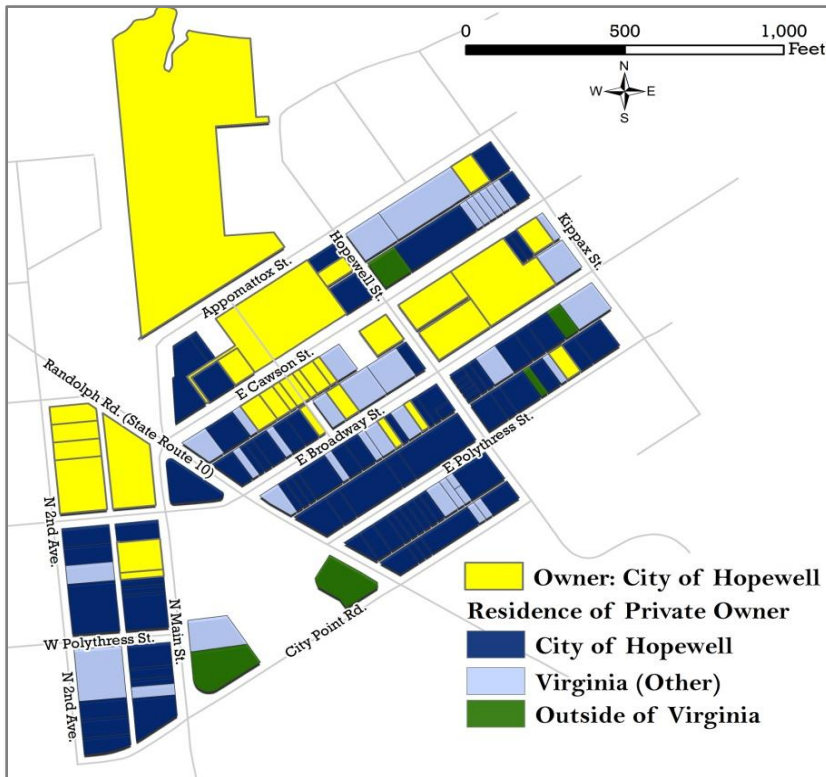 0 500 1,000
Feet
N
W E
S
Appomattox St.
Hopewell St.
Kippax St.
E Cawson St.
Randolph Rd. (State Route 10)
E Broadway St.
E Polythress St.
N 2nd Ave.
N Main St.
W Polythress St.
City Point Rd.
N 2nd Ave.
Owner: City of Hopewell
Residence of Private Owner
City of Hopewell
Virginia (Other)
Outside of Virginia